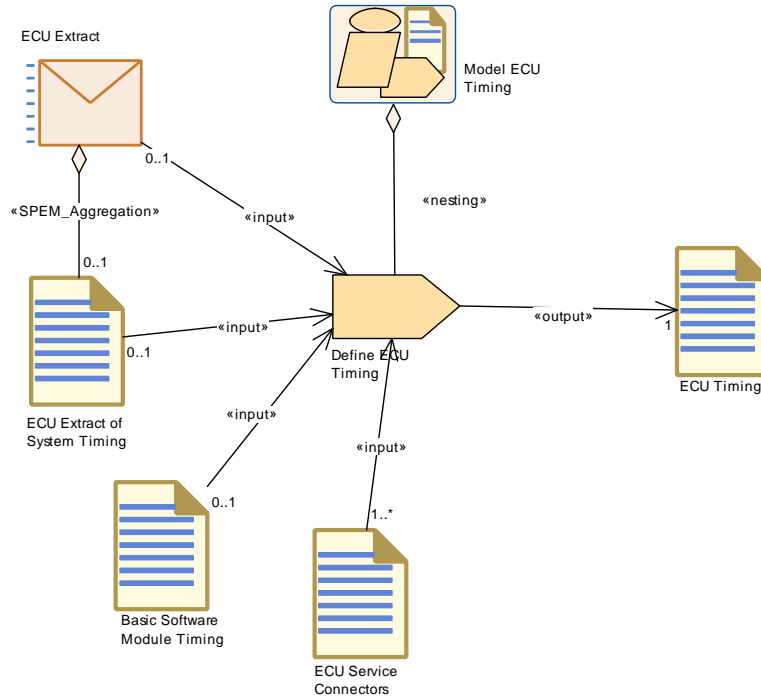 ECU Extract
Model ECU
Timing
0..1
«SPEM_Aggregation»
«input»
«nesting»
0..1
«input»
0..1
«output»
1
Define ECU
Timing
ECU Timing
ECU Extract of
System Timing
«input»
«input»
0..1
1..*
Basic Software
Module Timing
ECU Service
Connectors